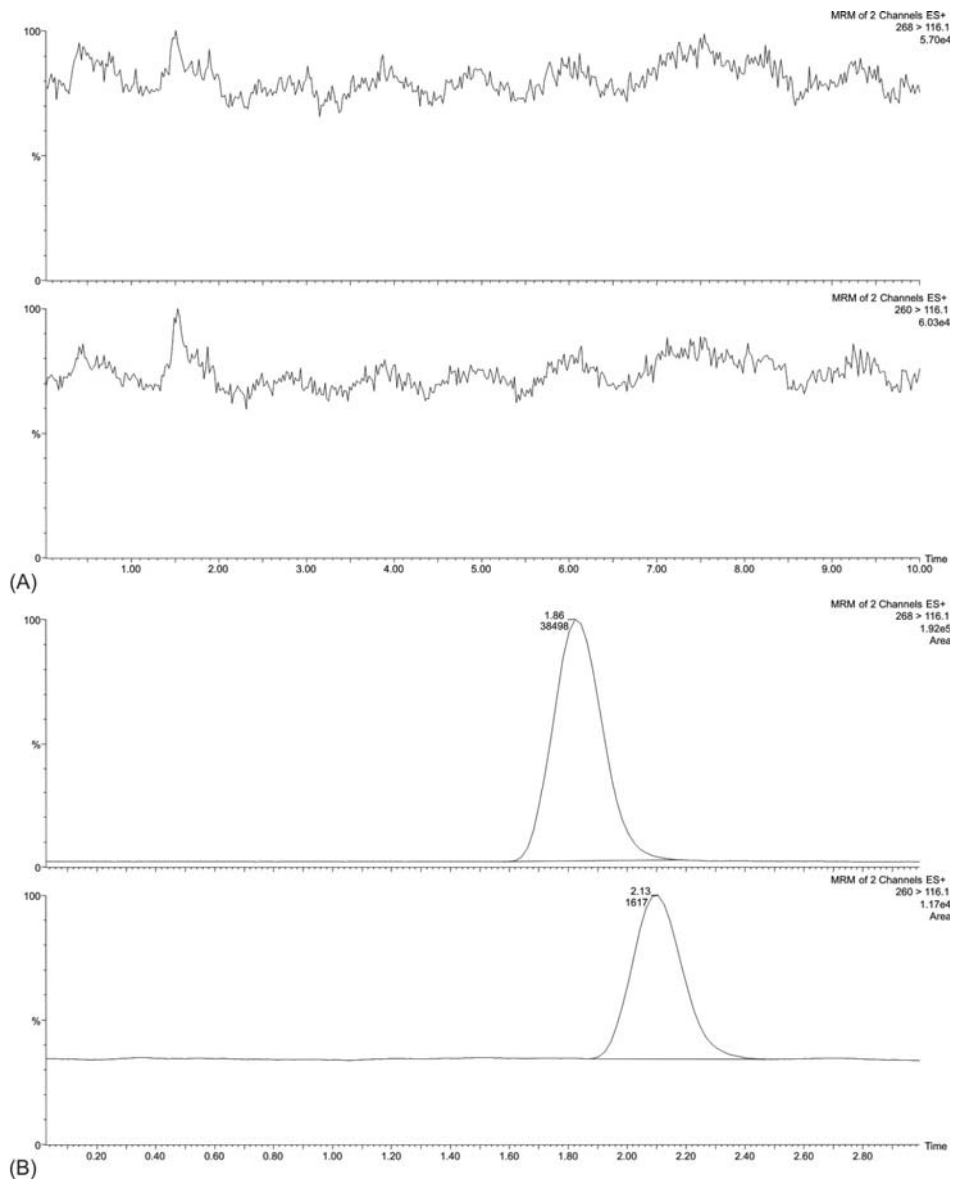 MRM of 2 Channels ES+
268 > 116.1
5.70e4
100
%
0
MRM of 2 Channels ES+
260 > 116.1
6.03e4
100
%
0
1.00 2.00 3.00 4.00 5.00 6.00 7.00 8.00 9.00 10.00 Time
(A)
MRM of 2 Channels ES+
268 > 116.1
1.92e5
Area
100
1.86
38498
%
0
MRM of 2 Channels ES+
260 > 116.1
1.17e4
Area
100
2.13
1617
%
0
0.20 0.40 0.60 0.80 1.00 1.20 1.40 1.60 1.80 2.00 2.20 2.40 2.60 2.80 Time
(B)